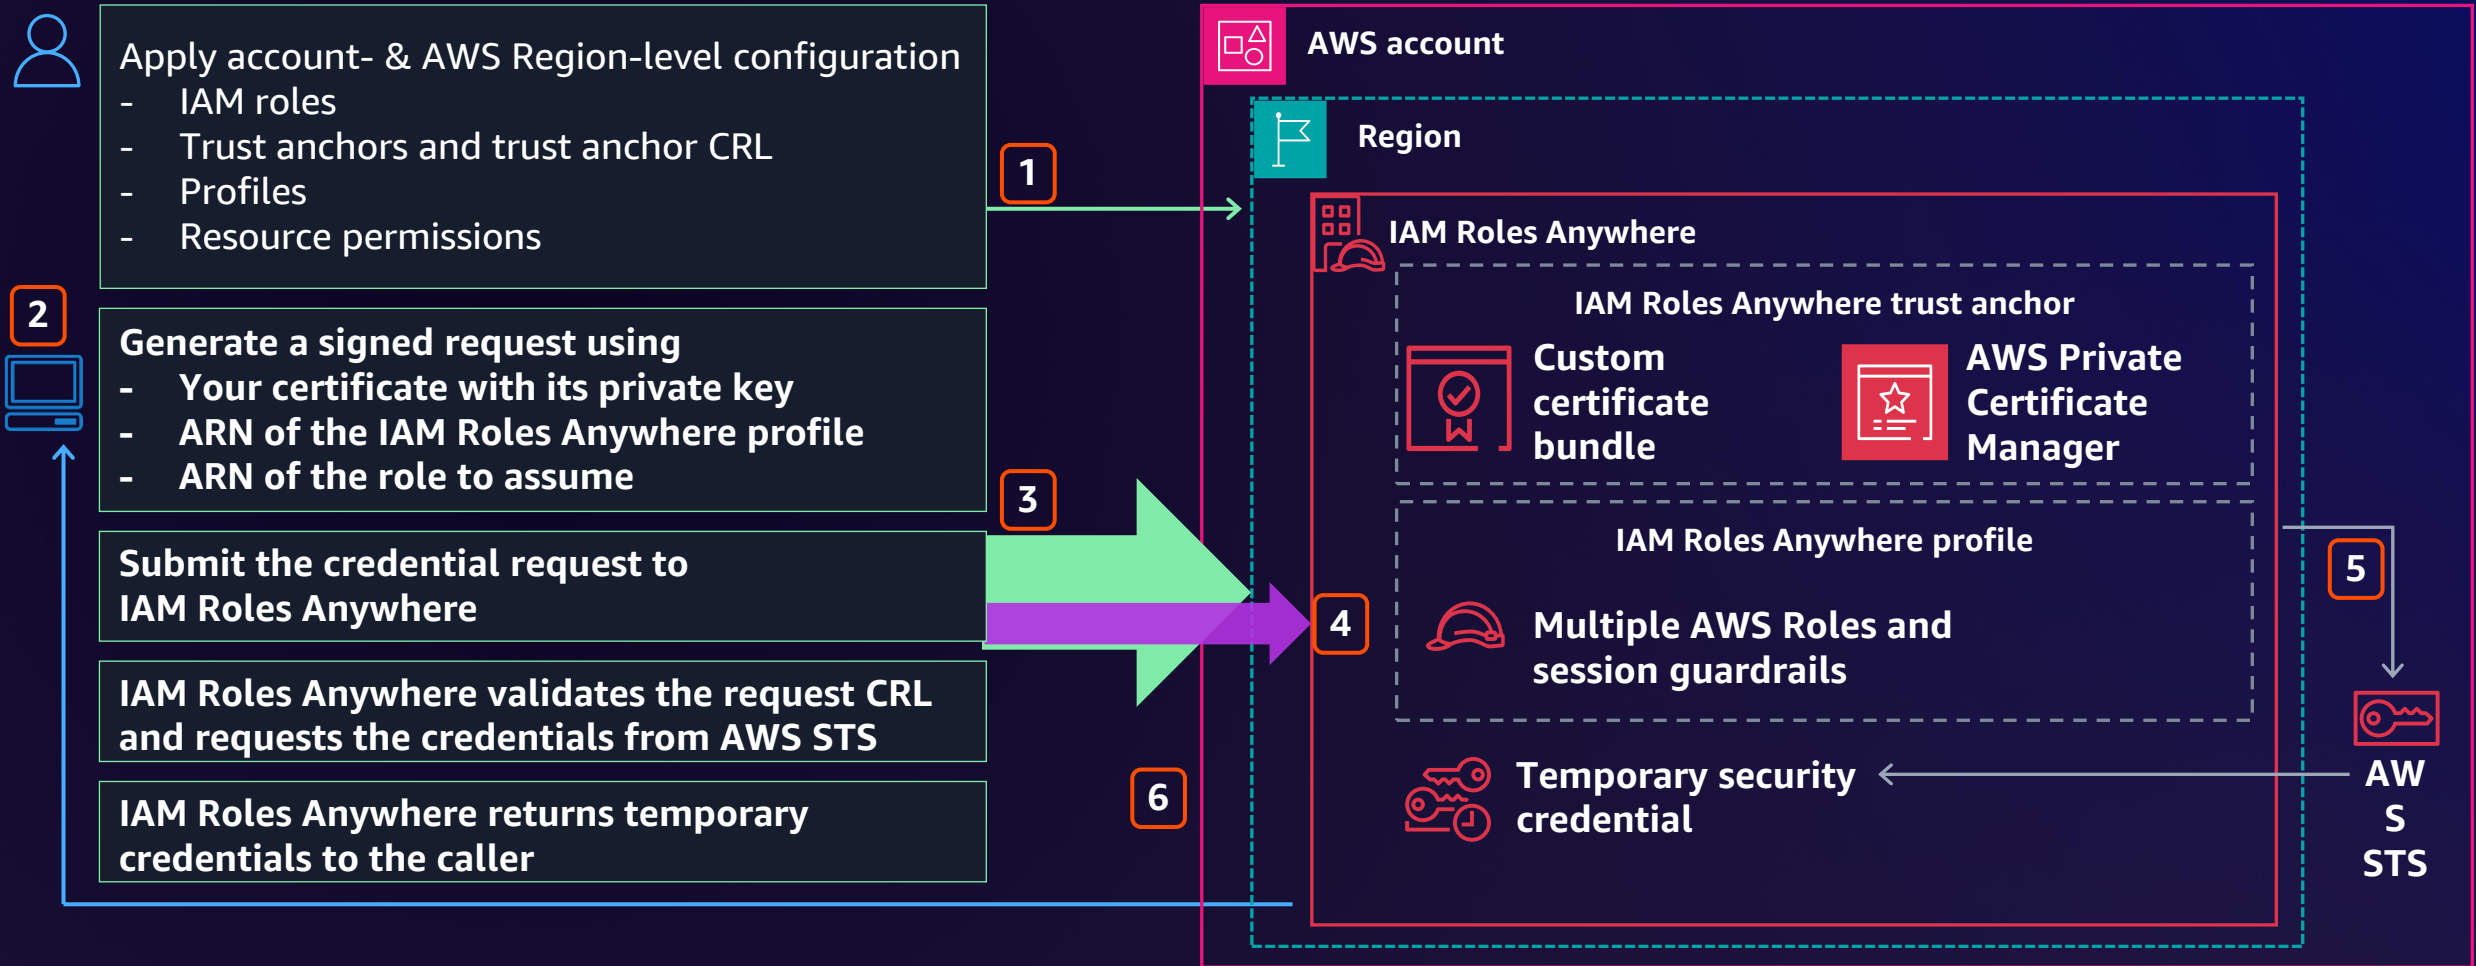 Apply account- & AWS Region-level configuration
- IAM roles
- Trust anchors and trust anchor CRL
- Profiles
- Resource permissions
1
2
Generate a signed request using
- Your certificate with its private key
- ARN of the IAM Roles Anywhere profile
- ARN of the role to assume
3
Submit the credential request to
IAM Roles Anywhere
4
IAM Roles Anywhere validates the request CRL
and requests the credentials from AWS STS
5
IAM Roles Anywhere returns temporary
credentials to the caller
6
AWS account
Region
IAM Roles Anywhere
IAM Roles Anywhere trust anchor
Custom
certificate
bundle
AWS Private
Certificate
Manager
IAM Roles Anywhere profile
Multiple AWS Roles and
session guardrails
Temporary security
credential
AW
S
STS